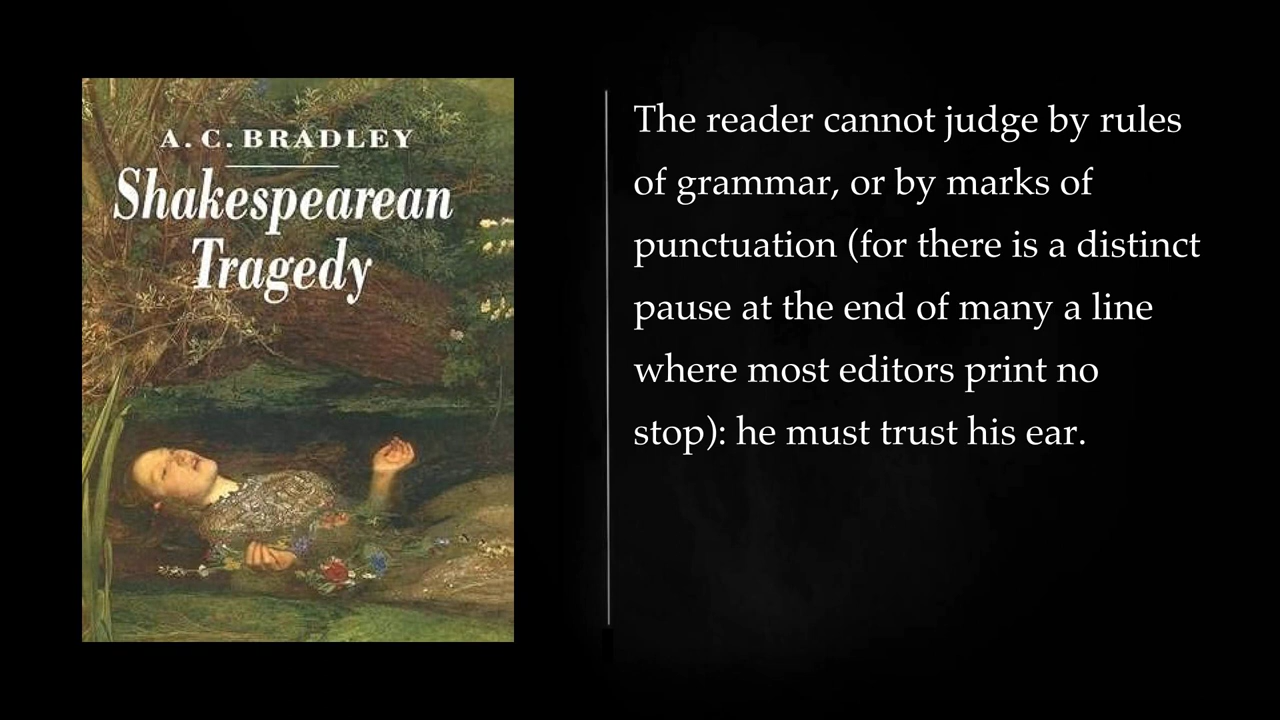 A. C. BRADLEY
Shakespearean
Tragedy
The reader cannot judge by rules
of grammar, or by marks of
punctuation (for there is a distinct
pause at the end of many a line
where most editors print no
stop): he must trust his ear.